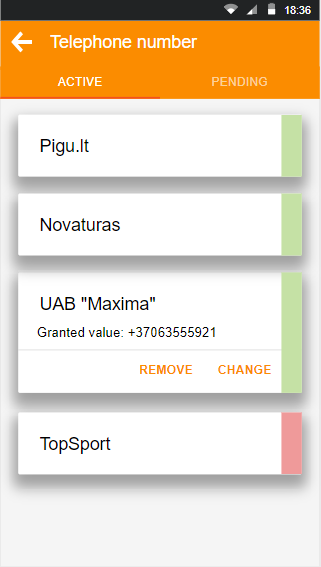 18:36
Telephone number
ACTIVE PENDING
Pigu.lt
Novaturas
UAB "Maxima"
Granted value: +37063555921
REMOVE CHANGE
TopSport